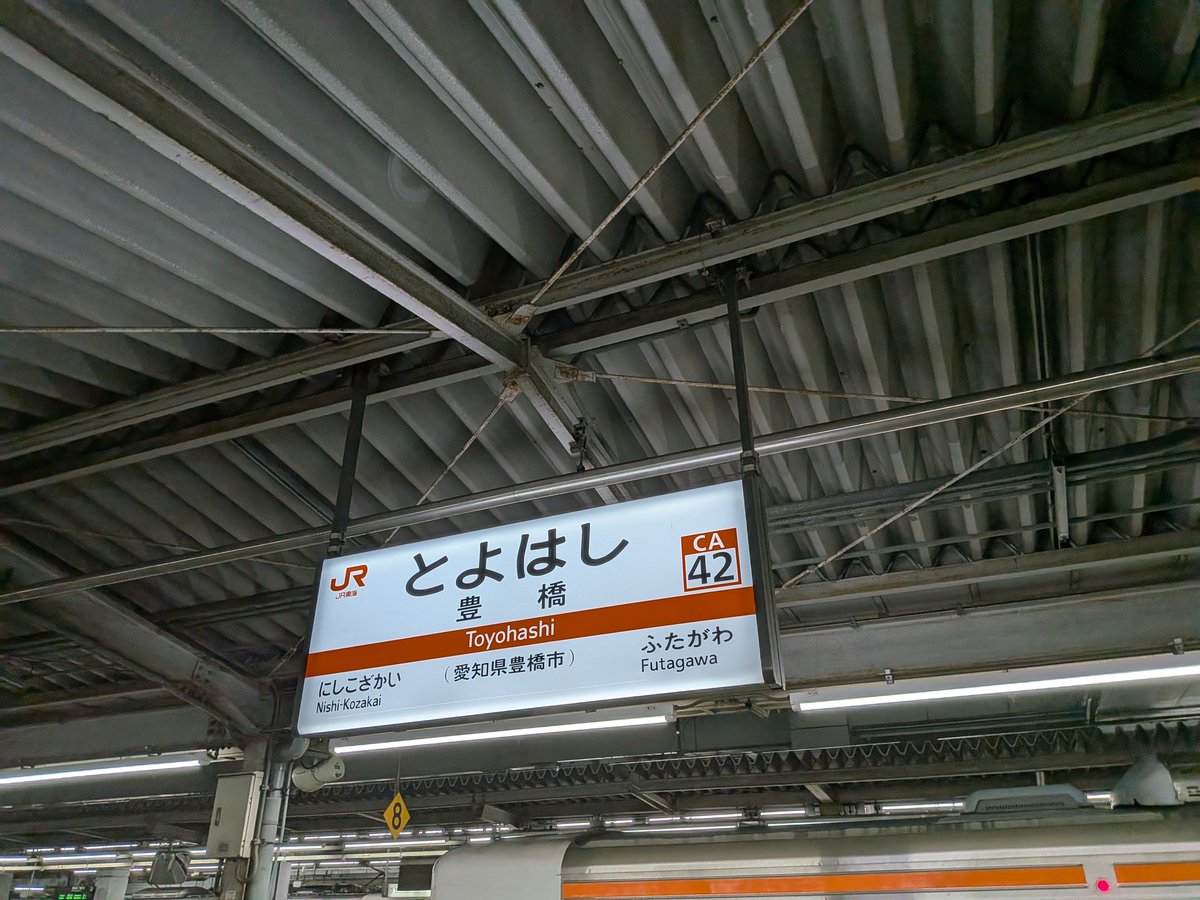 JR
JR東海
とよはし
豊橋
CA
42
Toyohashi
(愛知県豊橋市)
にしこざかい
Nishi-Kozakai
ふたがわ
Futagawa
8